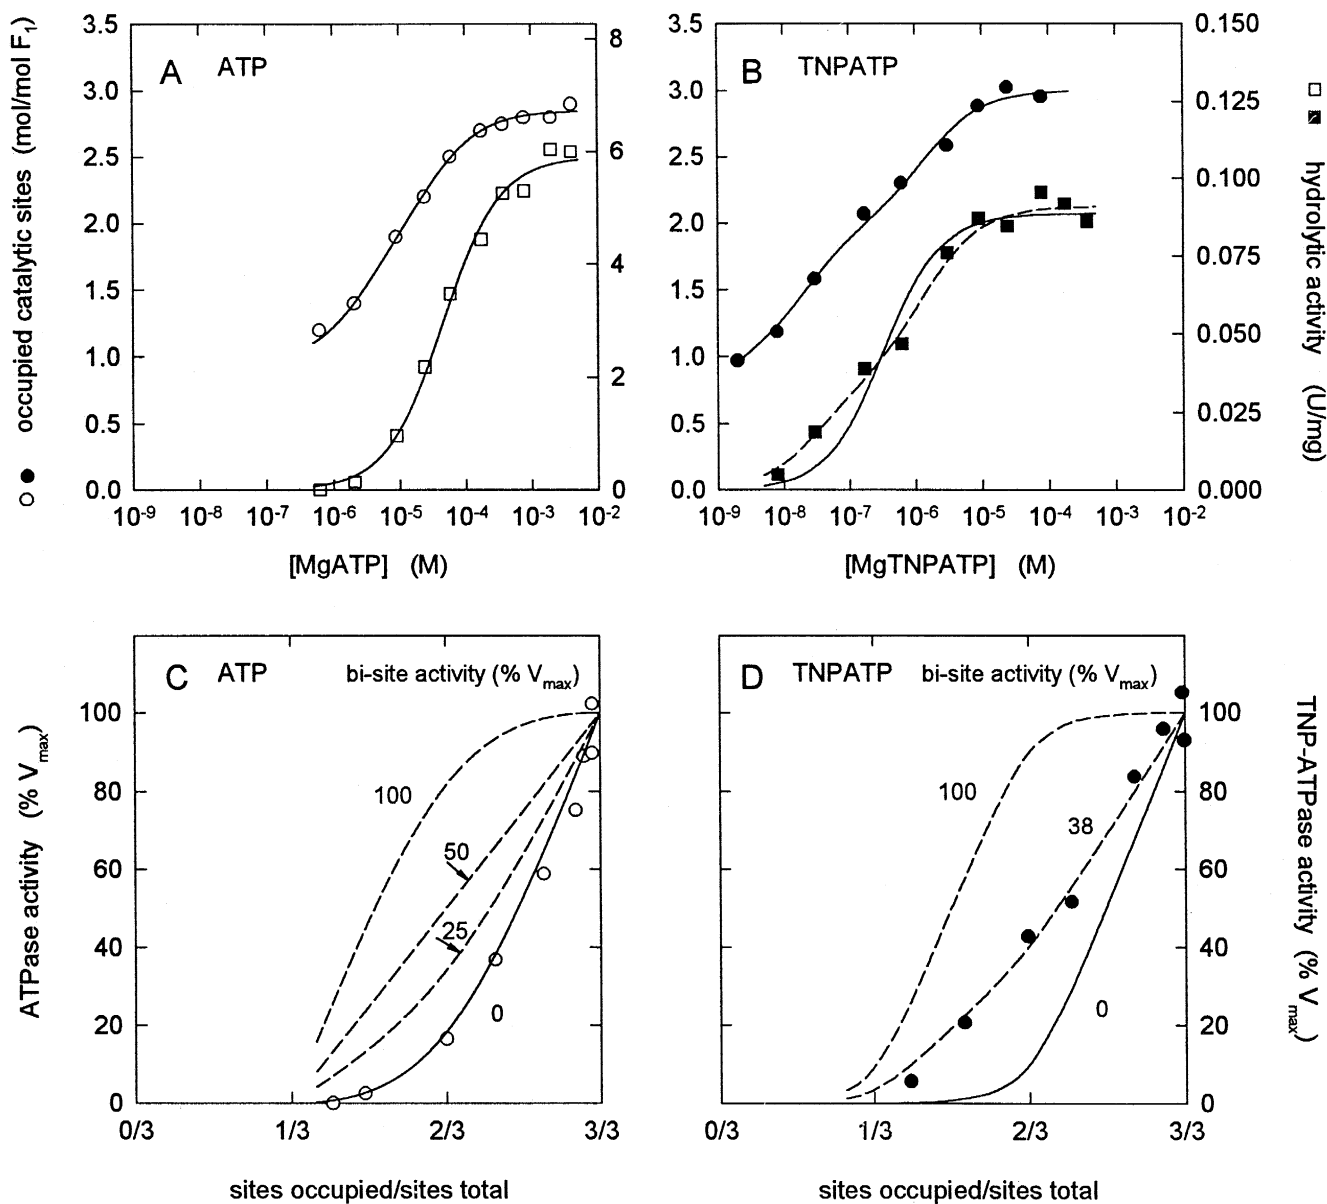 A ATP
3.5
3.0
2.5
2.0
1.5
1.0
0.5
0.0
8
6
4
2
0
10-9 10-8 10-7 10-6 10-5 10-4 10-3 10-2
[MgATP] (M)
○ ● occupied catalytic sites (mol/mol F1)
B TNPATP
3.5
3.0
2.5
2.0
1.5
1.0
0.5
0.0
0.150
0.125
0.100
0.075
0.050
0.025
0.000
10-9 10-8 10-7 10-6 10-5 10-4 10-3 10-2
[MgTNPATP] (M)
□ ■ hydrolytic activity (U/mg)
C ATP bi-site activity (% Vmax)
100
80
60
40
20
0
100
50
25
0
0/3 1/3 2/3 3/3
sites occupied/sites total
ATPase activity (% Vmax)
D TNPATP bi-site activity (% Vmax)
100
38
0
100
80
60
40
20
0
0/3 1/3 2/3 3/3
sites occupied/sites total
TNP-ATPase activity (% Vmax)